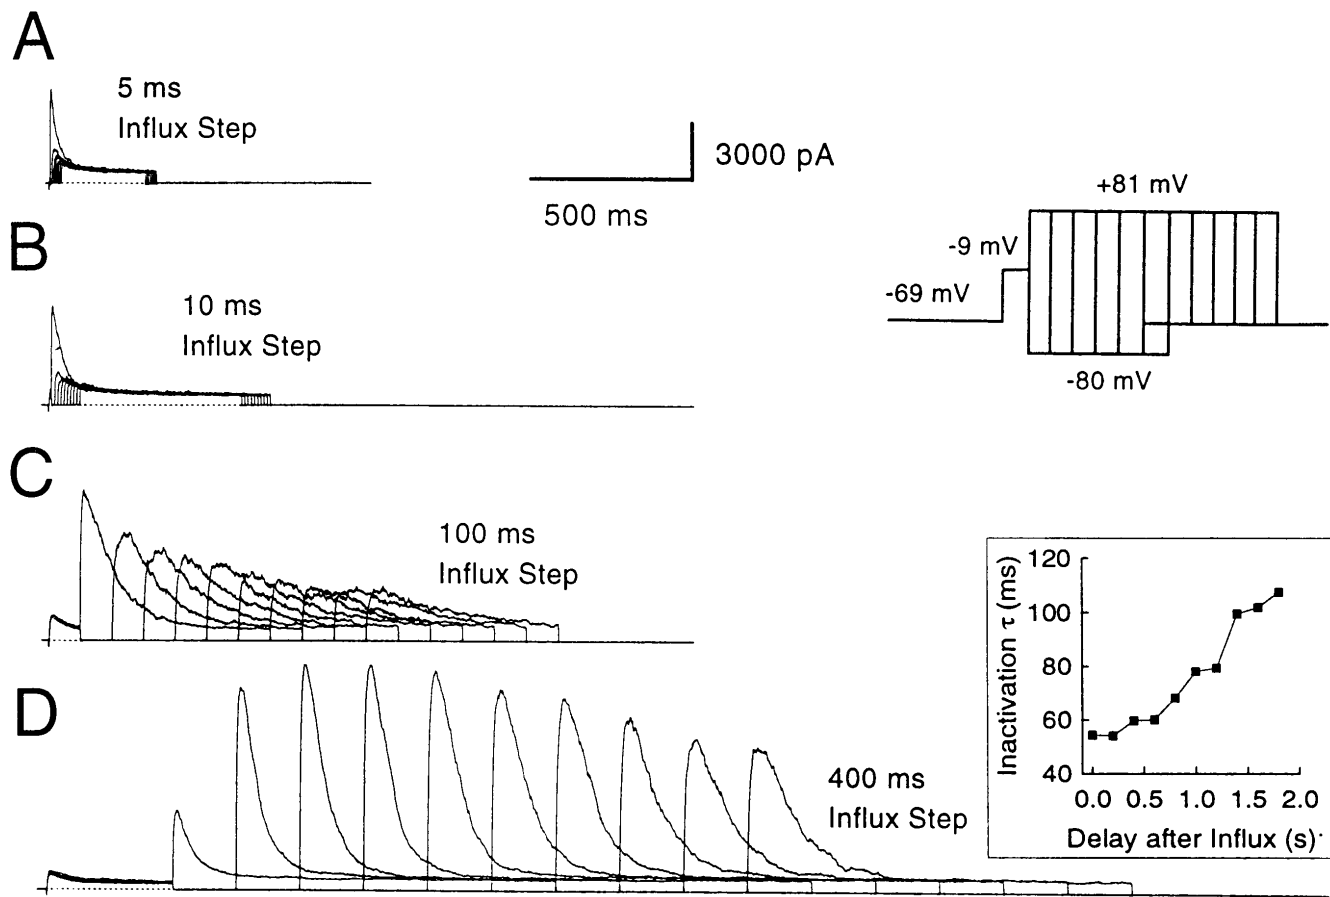 A
5 ms
Influx Step
3000 pA
500 ms
+81 mV
-9 mV
-69 mV
-80 mV
B
10 ms
Influx Step
C
100 ms
Influx Step
D
400 ms
Influx Step
Inactivation τ (ms)
120
100
80
60
40
0.0 0.5 1.0 1.5 2.0
Delay after Influx (s)